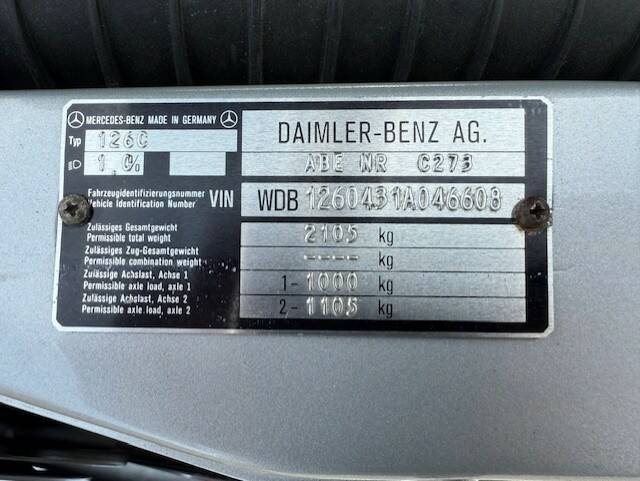 MERCEDES-BENZ MADE IN GERMANY
Typ 126C
1,0%
DAIMLER-BENZ AG.
ABE NR C273
Fahrzeugidentifizierungsnummer
Vehicle Identification Number VIN WDB 1260431A046608
Zulässiges Gesamtgewicht
Permissible total weight 2105 kg
Zulässiges Zug-Gesamtgewicht
Permissible combination weight ---- kg
Zulässige Achslast, Achse 1
Permissible axle load, axle 1 1- 1000 kg
Zulässige Achslast, Achse 2
Permissible axle load, axle 2 2- 1105 kg